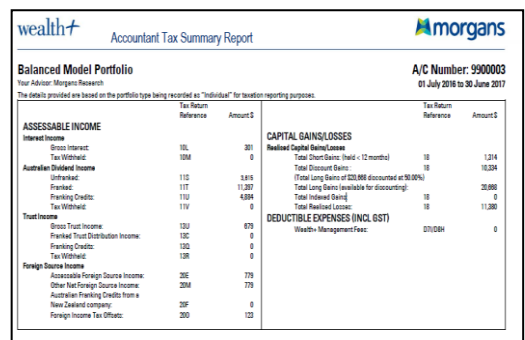 wealth+
Accountant Tax Summary Report
morgans
Balanced Model Portfolio
A/C Number: 9900003
Your Advisor: Morgans Research
01 July 2016 to 30 June 2017
The details provided are based on the portfolio type being recorded as "Individual" for taxation reporting purposes.
Tax Return Reference Amount $
ASSESSABLE INCOME
Interest Income
Gross Interest: 10L 301
Tax Withheld: 10M 0
Australian Dividend Income
Unfranked: 11S 3,615
Franked: 11T 11,397
Franking Credits: 11U 4,884
Tax Withheld: 11V 0
Trust Income
Gross Trust Income: 13U 679
Franked Trust Distribution Income: 13C 0
Franking Credits: 13Q 0
Tax Withheld: 13R 0
Foreign Source Income
Assessable Foreign Source Income: 20E 779
Other Net Foreign Source Income: 20M 779
Australian Franking Credits from a
New Zealand company: 20F 0
Foreign Income Tax Offsets: 20O 123
Tax Return Reference Amount $
CAPITAL GAINS/LOSSES
Realised Capital Gains/Losses
Total Short Gains: (held < 12 months) 18 1,314
Total Discount Gains: 18 10,334
(Total Long Gains of $20,668 discounted at 50.00%)
Total Long Gains (available for discounting): 20,668
Total Indexed Gains 18 0
Total Realised Losses: 18 11,380
DEDUCTIBLE EXPENSES (INCL GST)
Wealth+ Management Fees: D7I/D8H 0